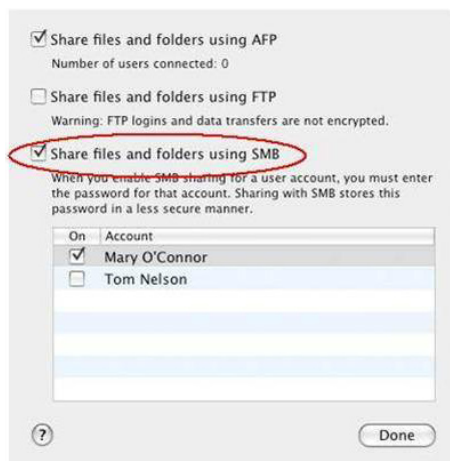 Share files and folders using AFP
Number of users connected: 0
Share files and folders using FTP
Warning: FTP logins and data transfers are not encrypted.
Share files and folders using SMB
When you enable SMB sharing for a user account, you must enter
the password for that account. Sharing with SMB stores this
password in a less secure manner.
On Account
Mary O'Connor
Tom Nelson
? Done